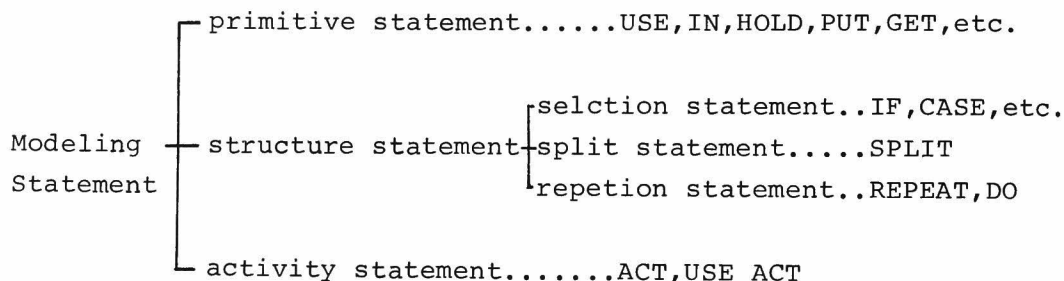 primitive statement......USE,IN,HOLD,PUT,GET,etc.
selction statement..IF,CASE,etc.
Modeling structure statement split statement.....SPLIT
Statement repetion statement..REPEAT,DO
activity statement.......ACT,USE ACT